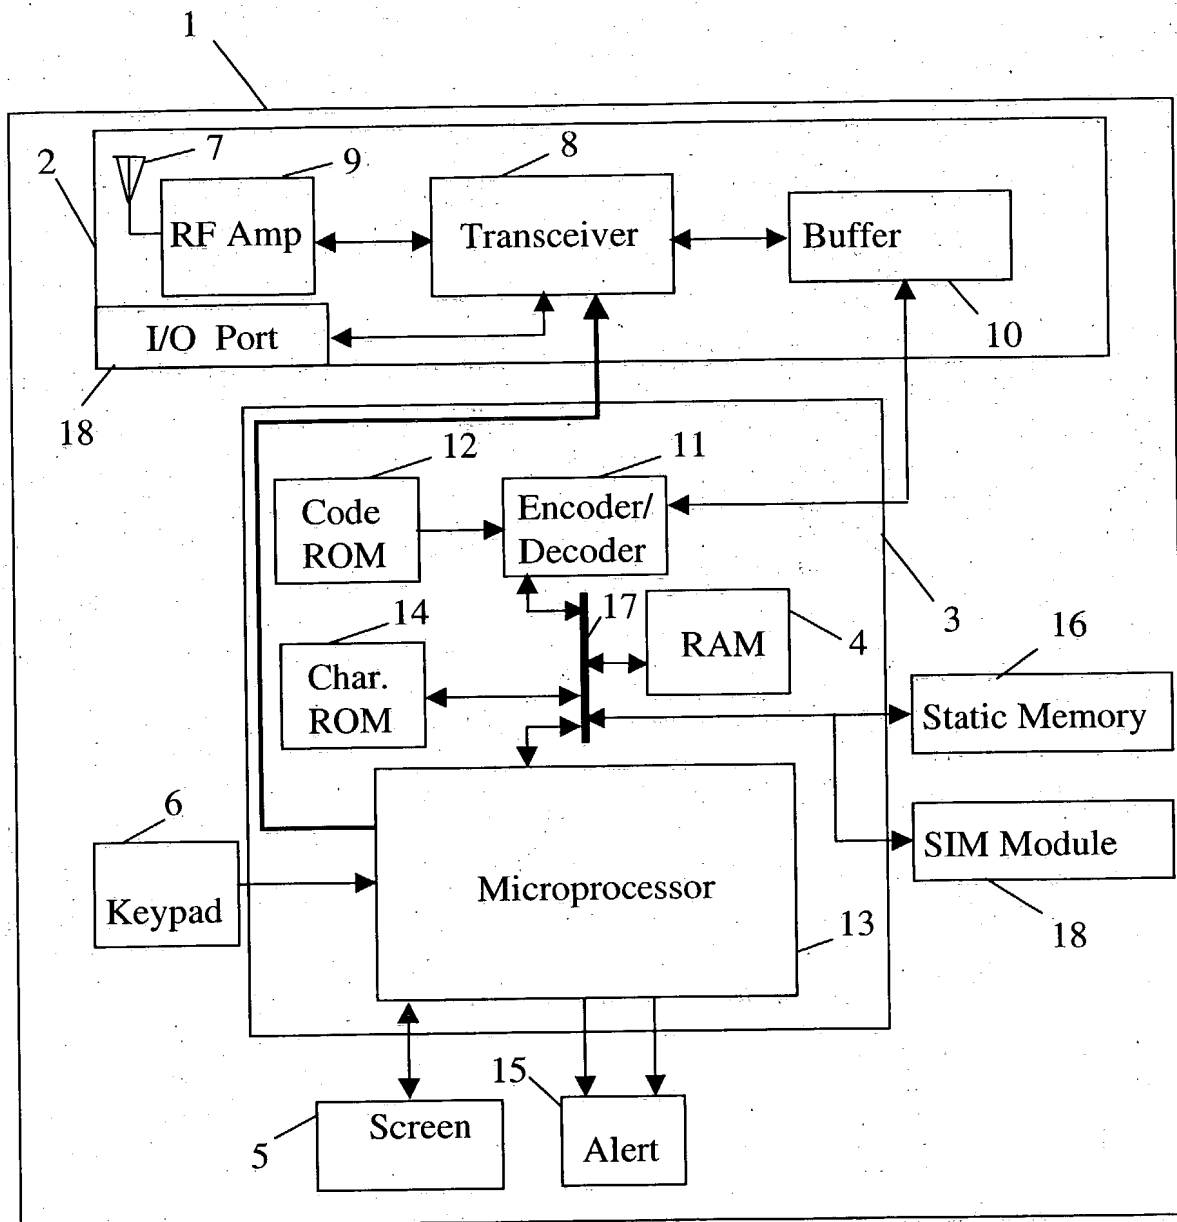 1
2
7
9
8
RF Amp
Transceiver
Buffer
I/O Port
10
18
12
11
Code
ROM
Encoder/
Decoder
3
14
17
4
16
Char.
ROM
RAM
Static Memory
6
SIM Module
Keypad
Microprocessor
18
13
15
5
Screen
Alert